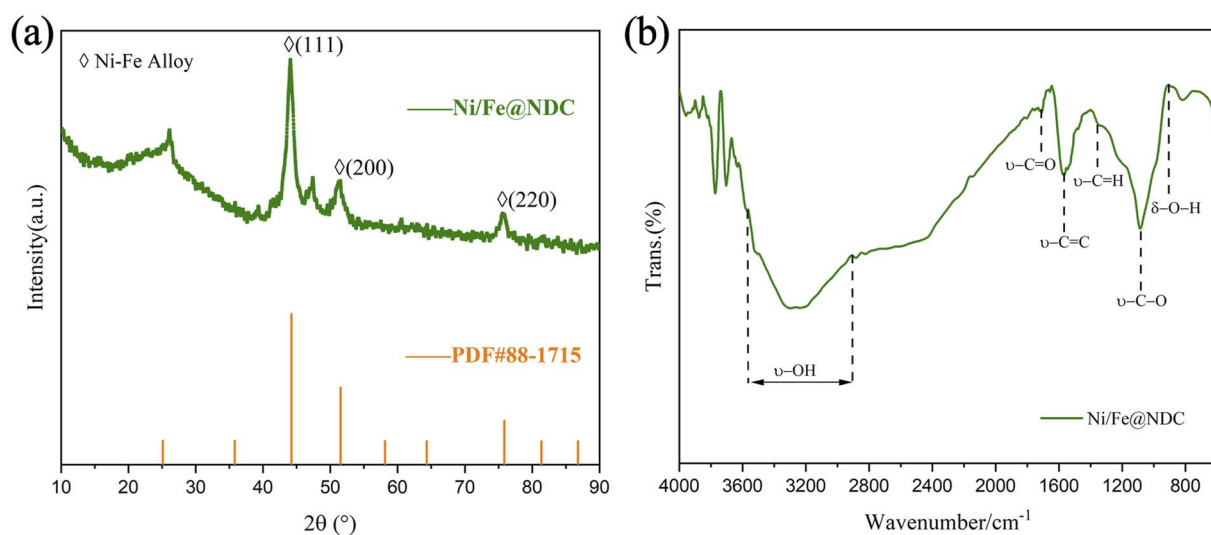 (a)
◊ Ni-Fe Alloy
◊(111)
Ni/Fe@NDC
◊(200)
◊(220)
PDF#88-1715
Intensity(a.u.)
10 20 30 40 50 60 70 80 90
2θ (°)
(b)
Trans.(%)
υ–OH
υ–C=O
υ–C=C
υ–C=H
υ–C–O
δ–O–H
Ni/Fe@NDC
4000 3600 3200 2800 2400 2000 1600 1200 800
Wavenumber/cm⁻¹